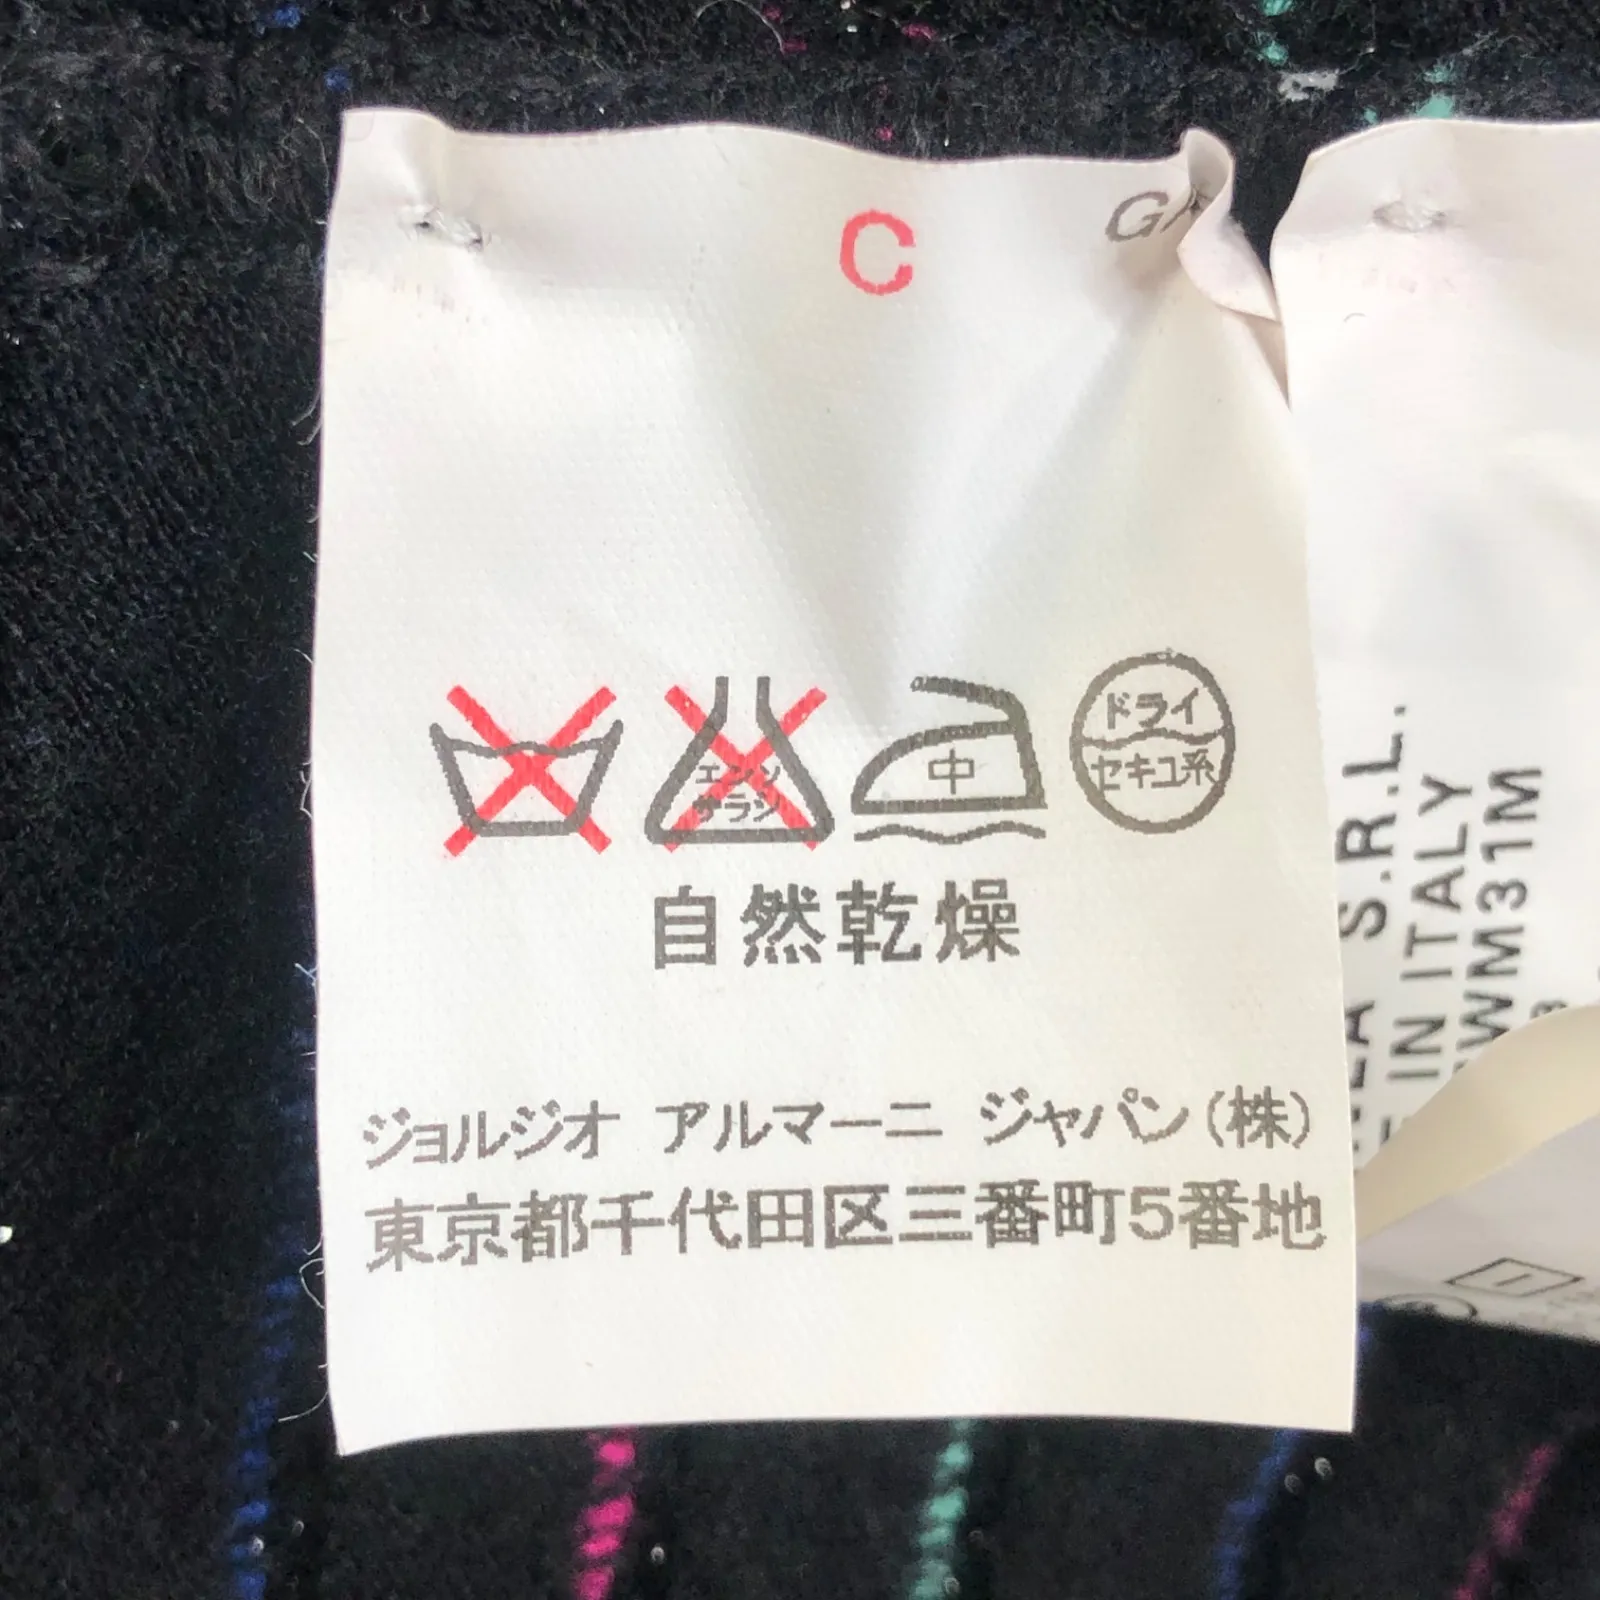 C
エンソ
サラシ
中
ドライ
セキユ系
自然乾燥
ジョルジオ アルマーニ ジャパン(株)
東京都千代田区三番町5番地
S.R.L.
IN ITALY
WM31M